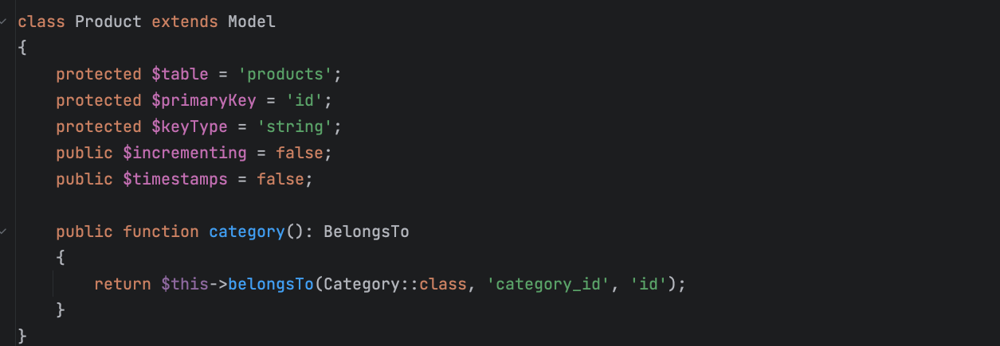 class Product extends Model
{
    protected $table = 'products';
    protected $primaryKey = 'id';
    protected $keyType = 'string';
    public $incrementing = false;
    public $timestamps = false;

    public function category(): BelongsTo
    {
        return $this->belongsTo(Category::class, 'category_id', 'id');
    }
}